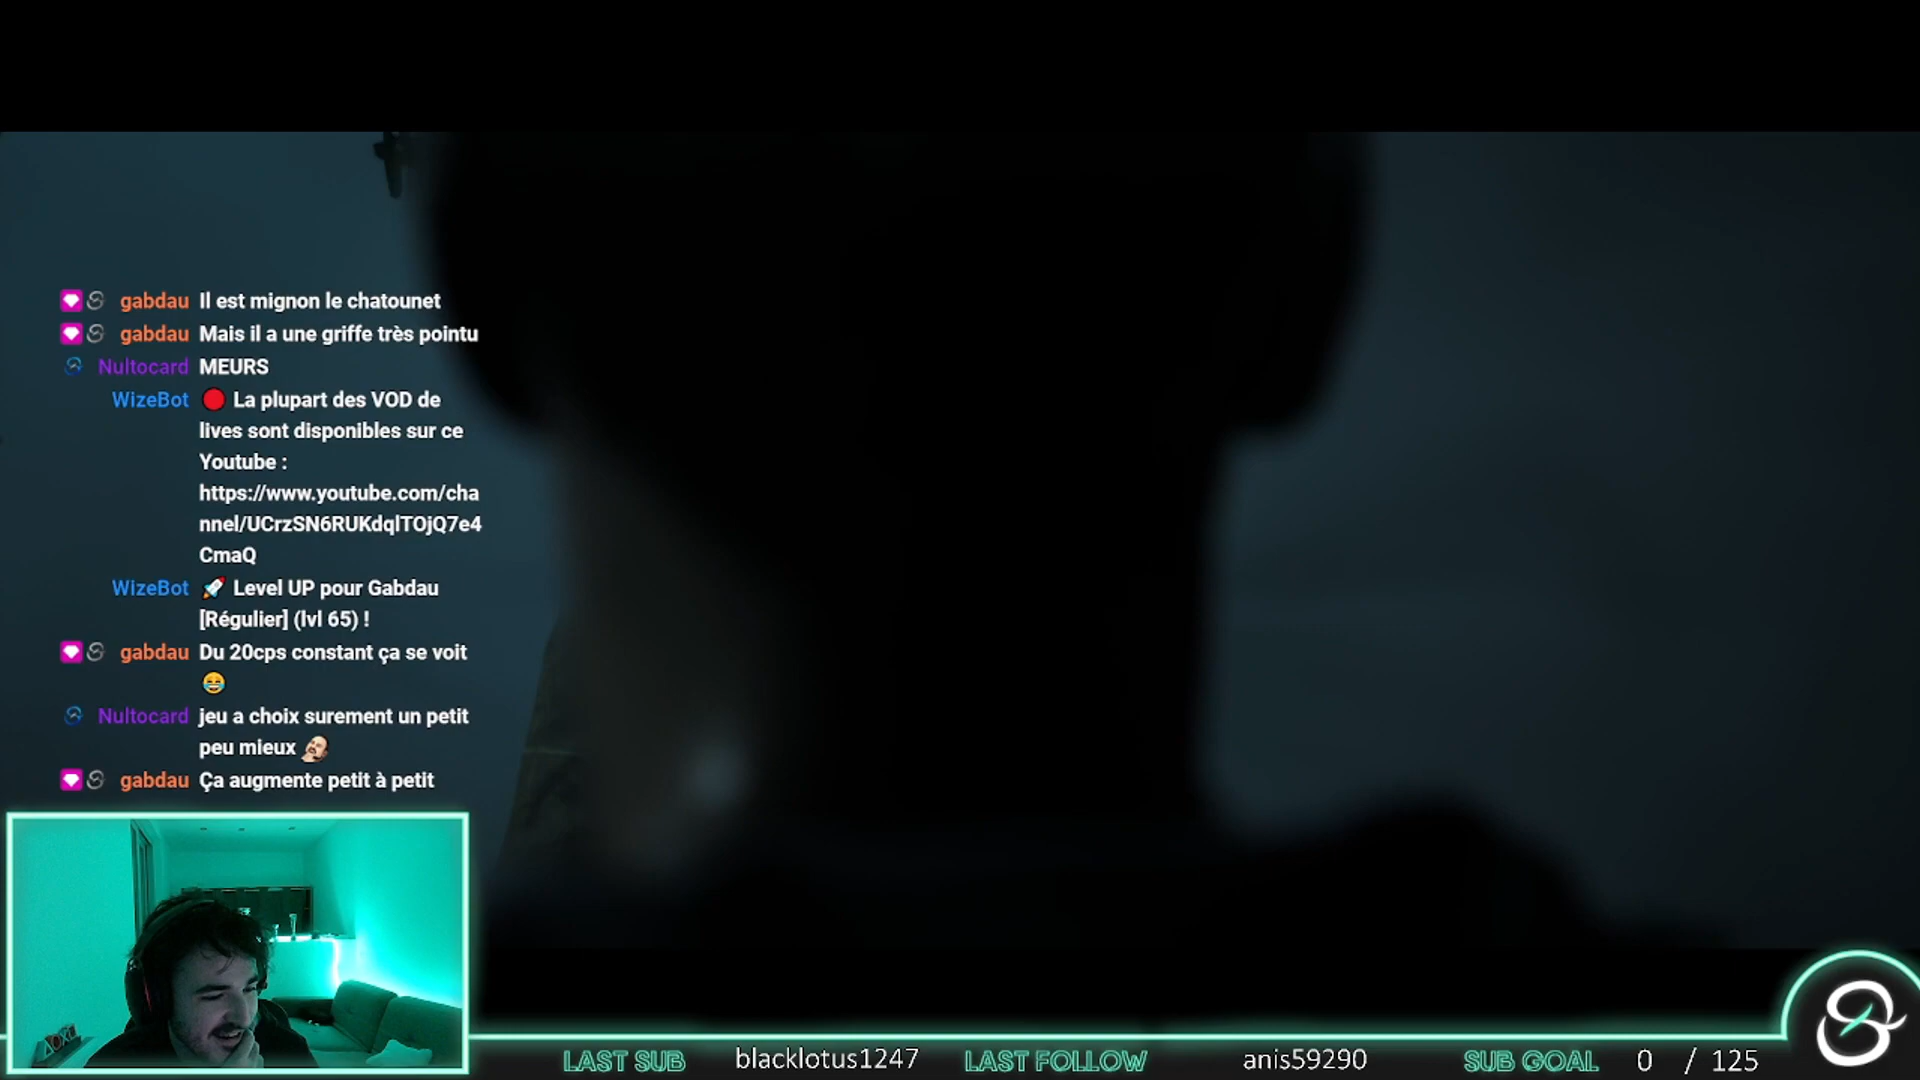 gabdau Il est mignon le chatounet
gabdau Mais il a une griffe très pointu
Nultocard MEURS
WizeBot 🔴 La plupart des VOD de
lives sont disponibles sur ce
Youtube :
https://www.youtube.com/cha
nnel/UCrzSN6RUKdqlTOjQ7e4
CmaQ
WizeBot 🚀 Level UP pour Gabdau
[Régulier] (lvl 65) !
gabdau Du 20cps constant ça se voit
😂
Nultocard jeu a choix surement un petit
peu mieux
gabdau Ça augmente petit à petit
LAST SUB blacklotus1247 LAST FOLLOW anis59290 SUB GOAL 0 / 125